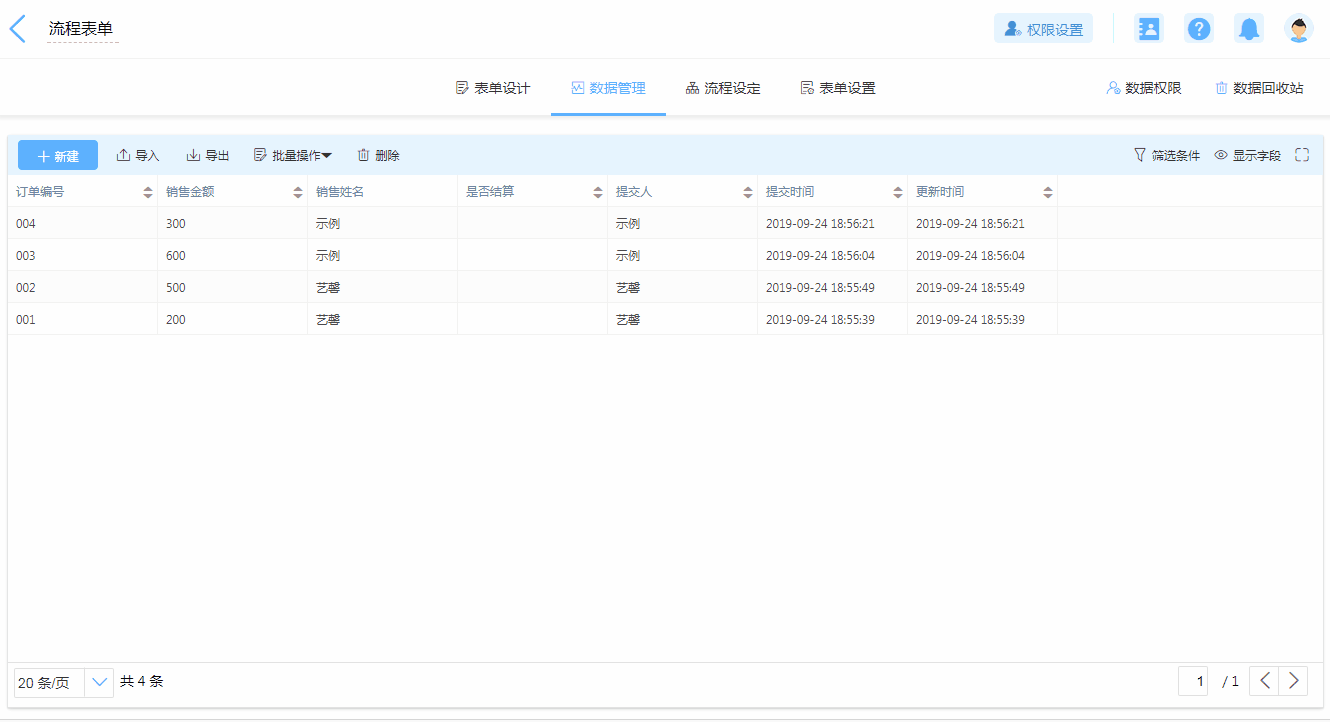 流程表单
权限设置
表单设计 数据管理 流程设定 表单设置 数据权限 数据回收站
新建 导入 导出 批量操作 删除 筛选条件 显示字段
订单编号 销售金额 销售姓名 是否结算 提交人 提交时间 更新时间
004 300 示例 示例 2019-09-24 18:56:21 2019-09-24 18:56:21
003 600 示例 示例 2019-09-24 18:56:04 2019-09-24 18:56:04
002 500 艺馨 艺馨 2019-09-24 18:55:49 2019-09-24 18:55:49
001 200 艺馨 艺馨 2019-09-24 18:55:39 2019-09-24 18:55:39
20 条/页 共 4 条 1 / 1